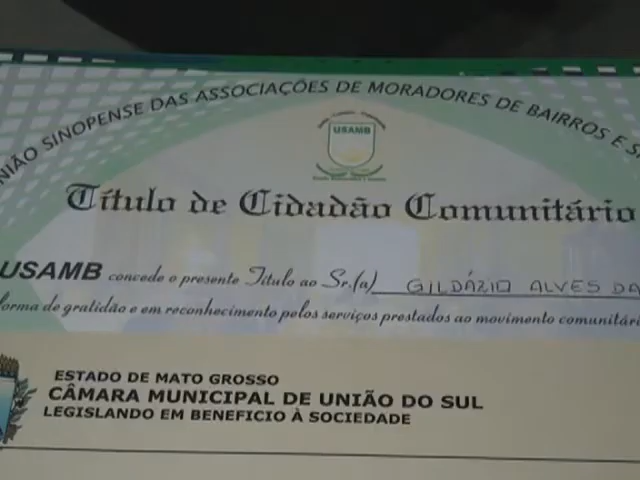 UNIÃO SINOPENSE DAS ASSOCIAÇÕES DE MORADORES DE BAIRROS E
USAMB
Título de Cidadão Comunitário
USAMB concede o presente Título ao Sr.(a) GILDÁZIO ALVES DA
forma de gratidão e em reconhecimento pelos serviços prestados ao movimento comunitári
ESTADO DE MATO GROSSO
CÂMARA MUNICIPAL DE UNIÃO DO SUL
LEGISLANDO EM BENEFICIO À SOCIEDADE